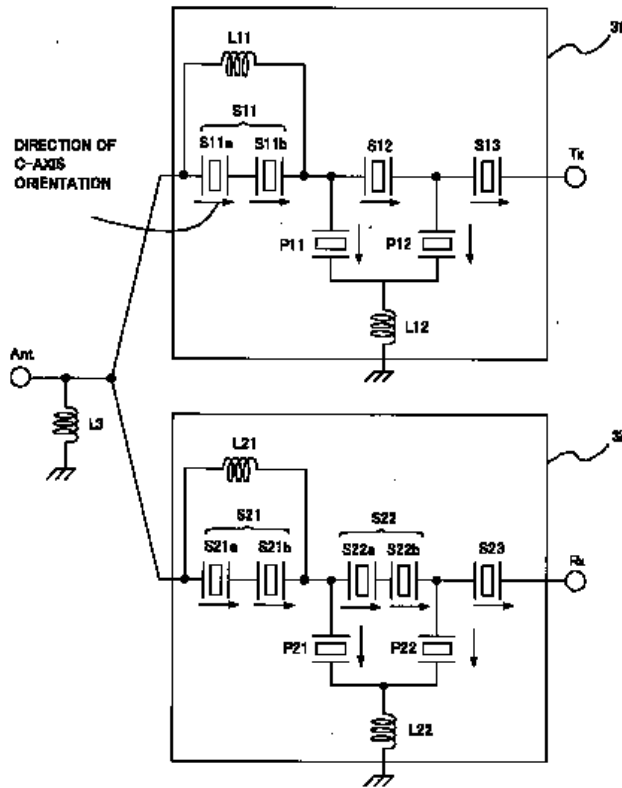 31
L11
S11
DIRECTION OF
C-AXIS
ORIENTATION
S11a
S11b
S12
S13
Tx
P11
P12
L12
Ant
L3
32
L21
S21
S22
S21a
S21b
S22a
S22b
S23
Rx
P21
P22
L22